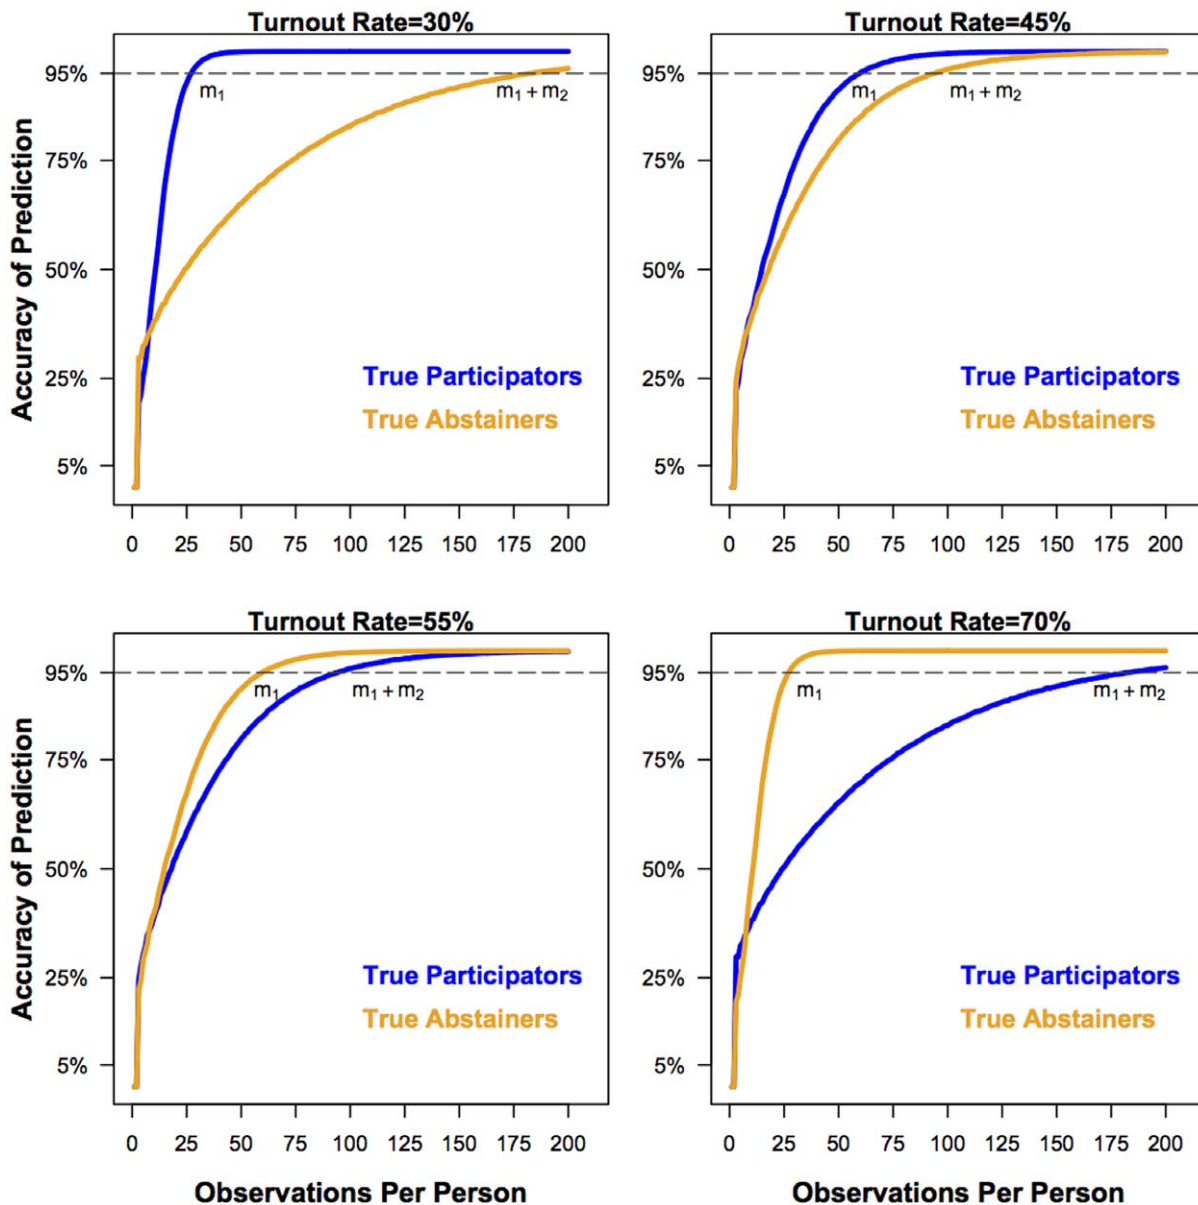 Turnout Rate=30%
Accuracy of Prediction
95%
75%
50%
25%
5%
m₁
m₁ + m₂
True Participators
True Abstainers
0 25 50 75 100 125 150 175 200
Turnout Rate=45%
95%
75%
50%
25%
5%
m₁
m₁ + m₂
True Participators
True Abstainers
0 25 50 75 100 125 150 175 200
Turnout Rate=55%
Accuracy of Prediction
95%
75%
50%
25%
5%
m₁
m₁ + m₂
True Participators
True Abstainers
0 25 50 75 100 125 150 175 200
Observations Per Person
Turnout Rate=70%
95%
75%
50%
25%
5%
m₁
m₁ + m₂
True Participators
True Abstainers
0 25 50 75 100 125 150 175 200
Observations Per Person